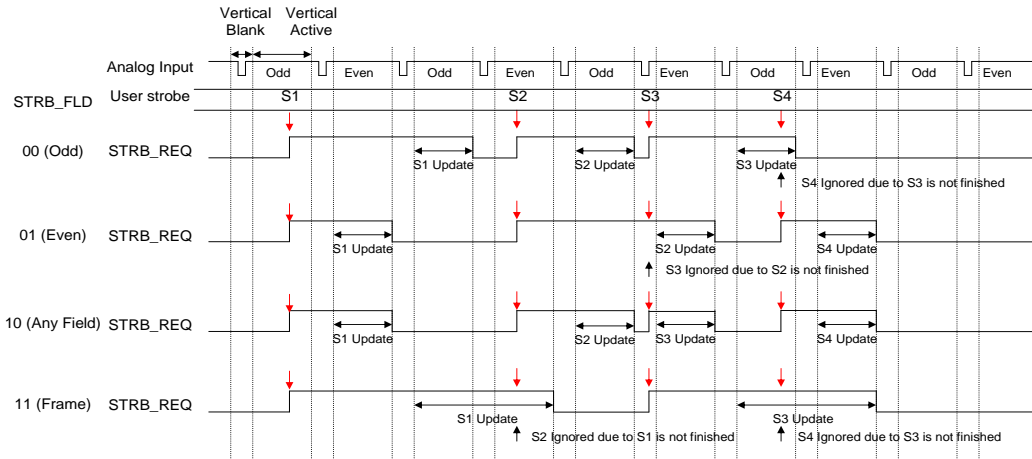 Vertical Blank
Vertical Active
Analog Input
Odd Even Odd Even Odd Even Odd Even Odd Even
STRB_FLD User strobe S1 S2 S3 S4
00 (Odd) STRB_REQ
S1 Update S2 Update S3 Update
S4 Ignored due to S3 is not finished
01 (Even) STRB_REQ
S1 Update S2 Update S4 Update
S3 Ignored due to S2 is not finished
10 (Any Field) STRB_REQ
S1 Update S2 Update S3 Update S4 Update
11 (Frame) STRB_REQ
S1 Update S3 Update
S2 Ignored due to S1 is not finished S4 Ignored due to S3 is not finished